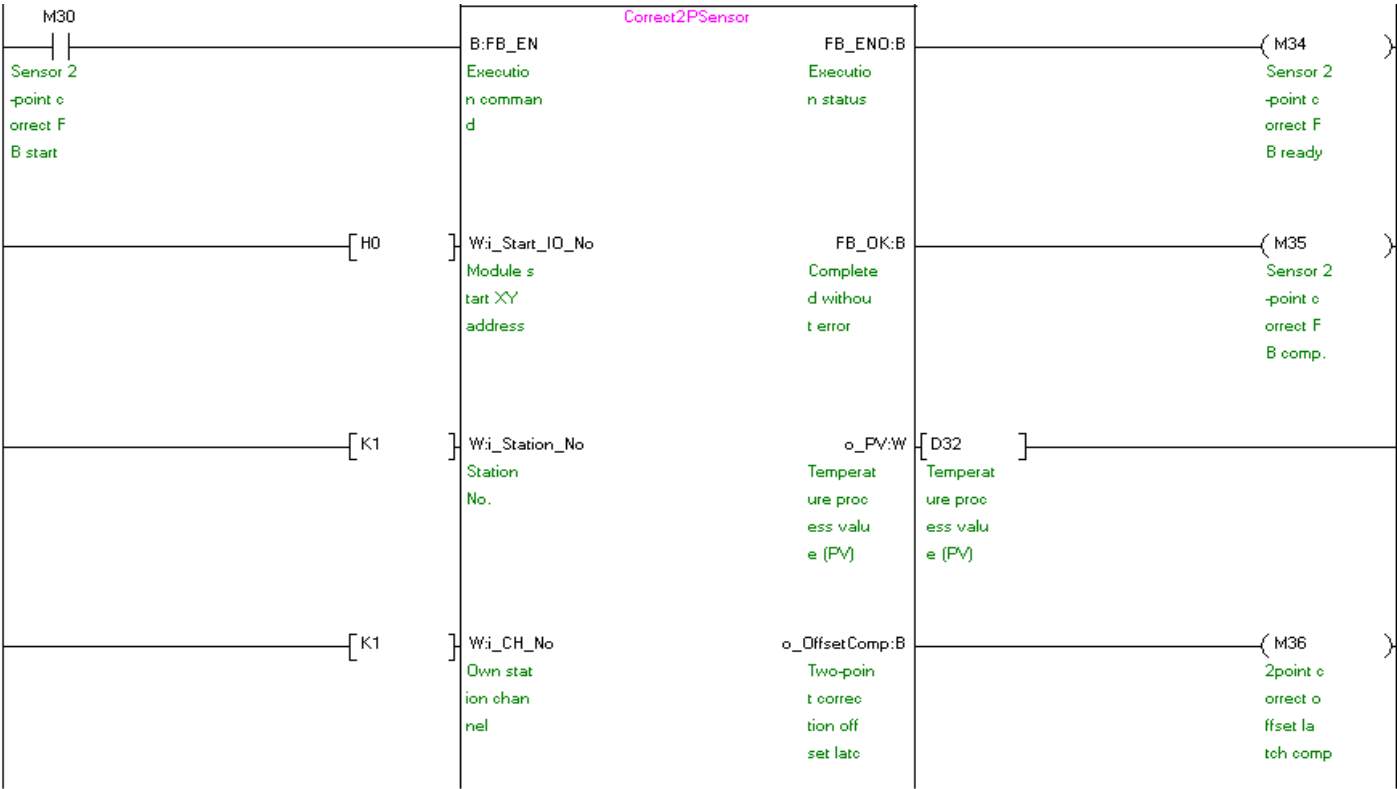 M30
Correct2PSensor
B:FB_EN
FB_ENO:B
M34
Sensor 2
-point c
orrect F
B start
Executio
n comman
d
Executio
n status
Sensor 2
-point c
orrect F
B ready
H0
W:i_Start_IO_No
FB_OK:B
M35
Module s
tart XY
address
Complete
d withou
t error
Sensor 2
-point c
orrect F
B comp.
K1
W:i_Station_No
o_PV:W
D32
Station
No.
Temperat
ure proc
ess valu
e (PV)
Temperat
ure proc
ess valu
e (PV)
K1
W:i_CH_No
o_OffsetComp:B
M36
Own stat
ion chan
nel
Two-poin
t correc
tion off
set latc
2point c
orrect o
ffset la
tch comp